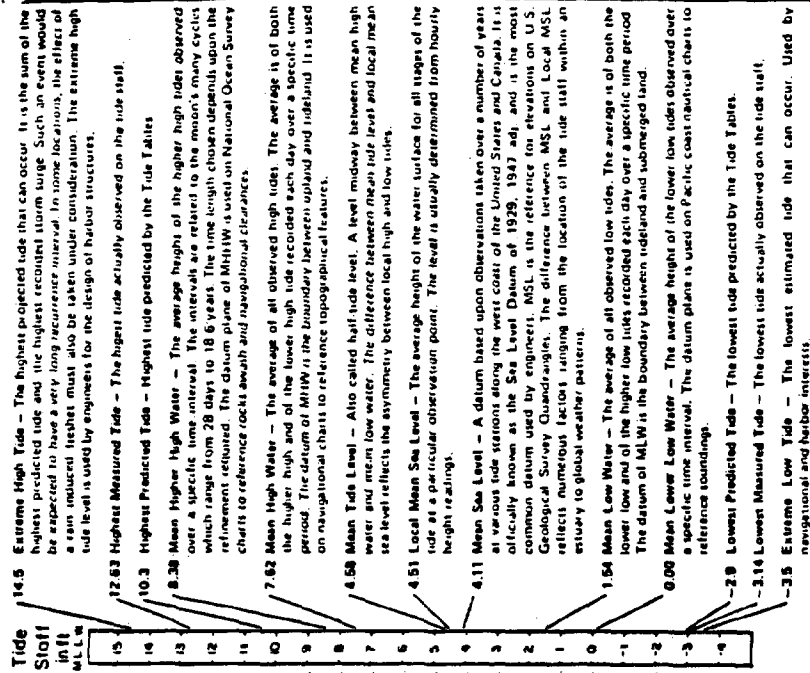 Tide
Staff
in ft
M L L W
15
14
13
12
11
10
9
8
7
6
5
4
3
2
1
0
-1
-2
-3
-4
14.5 Extreme High Tide – The highest projected tide that can occur. It is the sum of the
highest predicted tide and the highest recorded storm surge. Such an event would
be expected to have a very long recurrence interval. In some locations, the effect of
a rain induced freshet must also be taken under consideration. The extreme high
tide level is used by engineers for the design of harbor structures.
12.63 Highest Measured Tide – The higest tide actually observed on the tide staff.
10.3 Highest Predicted Tide – Highest tide predicted by the Tide Tables
8.38 Mean Higher High Water – The average height of the higher high tides observed
over a specific time interval. The intervals are related to the moon's many cycles
which range from 28 days to 18.6 years. The time length chosen depends upon the
refinement required. The datum plane of MHHW is used on National Ocean Survey
charts to reference rocks awash and navigational clearances.
7.62 Mean High Water – The average of all observed high tides. The average is of both
the higher high and of the lower high tide recorded each day over a specific time
period. The datum of MHW is the boundary between upland and tideland. It is used
on navigational charts to reference topographical features.
4.58 Mean Tide Level – Also called half-tide level. A level midway between mean high
water and mean low water. The difference between mean tide level and local mean
sea level reflects the asymmetry between local high and low tides.
4.51 Local Mean Sea Level – The average height of the water surface for all stages of the
tide at a particular observation point. The level is usually determined from hourly
height readings.
4.11 Mean Sea Level – A datum based upon observations taken over a number of years
at various tide stations along the west coast of the United States and Canada. It is
officially known as the Sea Level Datum of 1929, 1947 adj. and is the most
common datum used by engineers. MSL is the reference for elevations on U.S.
Geological Survey Quandrangles. The difference between MSL and Local MSL
reflects numerous factors ranging from the location of the tide staff within an
estuary to global weather patterns.
1.54 Mean Low Water – The average of all observed low tides. The average is of both the
lower low and of the higher low tides recorded each day over a specific time period
The datum of MLW is the boundary between tideland and submerged land.
0.00 Mean Lower Low Water – The average height of the lower low tides observed over
a specific time interval. The datum plane is used on Pacific coast nautical charts to
reference soundings.
-2.9 Lowest Predicted Tide – The lowest tide predicted by the Tide Tables.
-3.14 Lowest Measured Tide – The lowest tide actually observed on the tide staff.
-3.5 Extreme Low Tide – The lowest estimated tide that can occur. Used by
navigational and harbor interests.